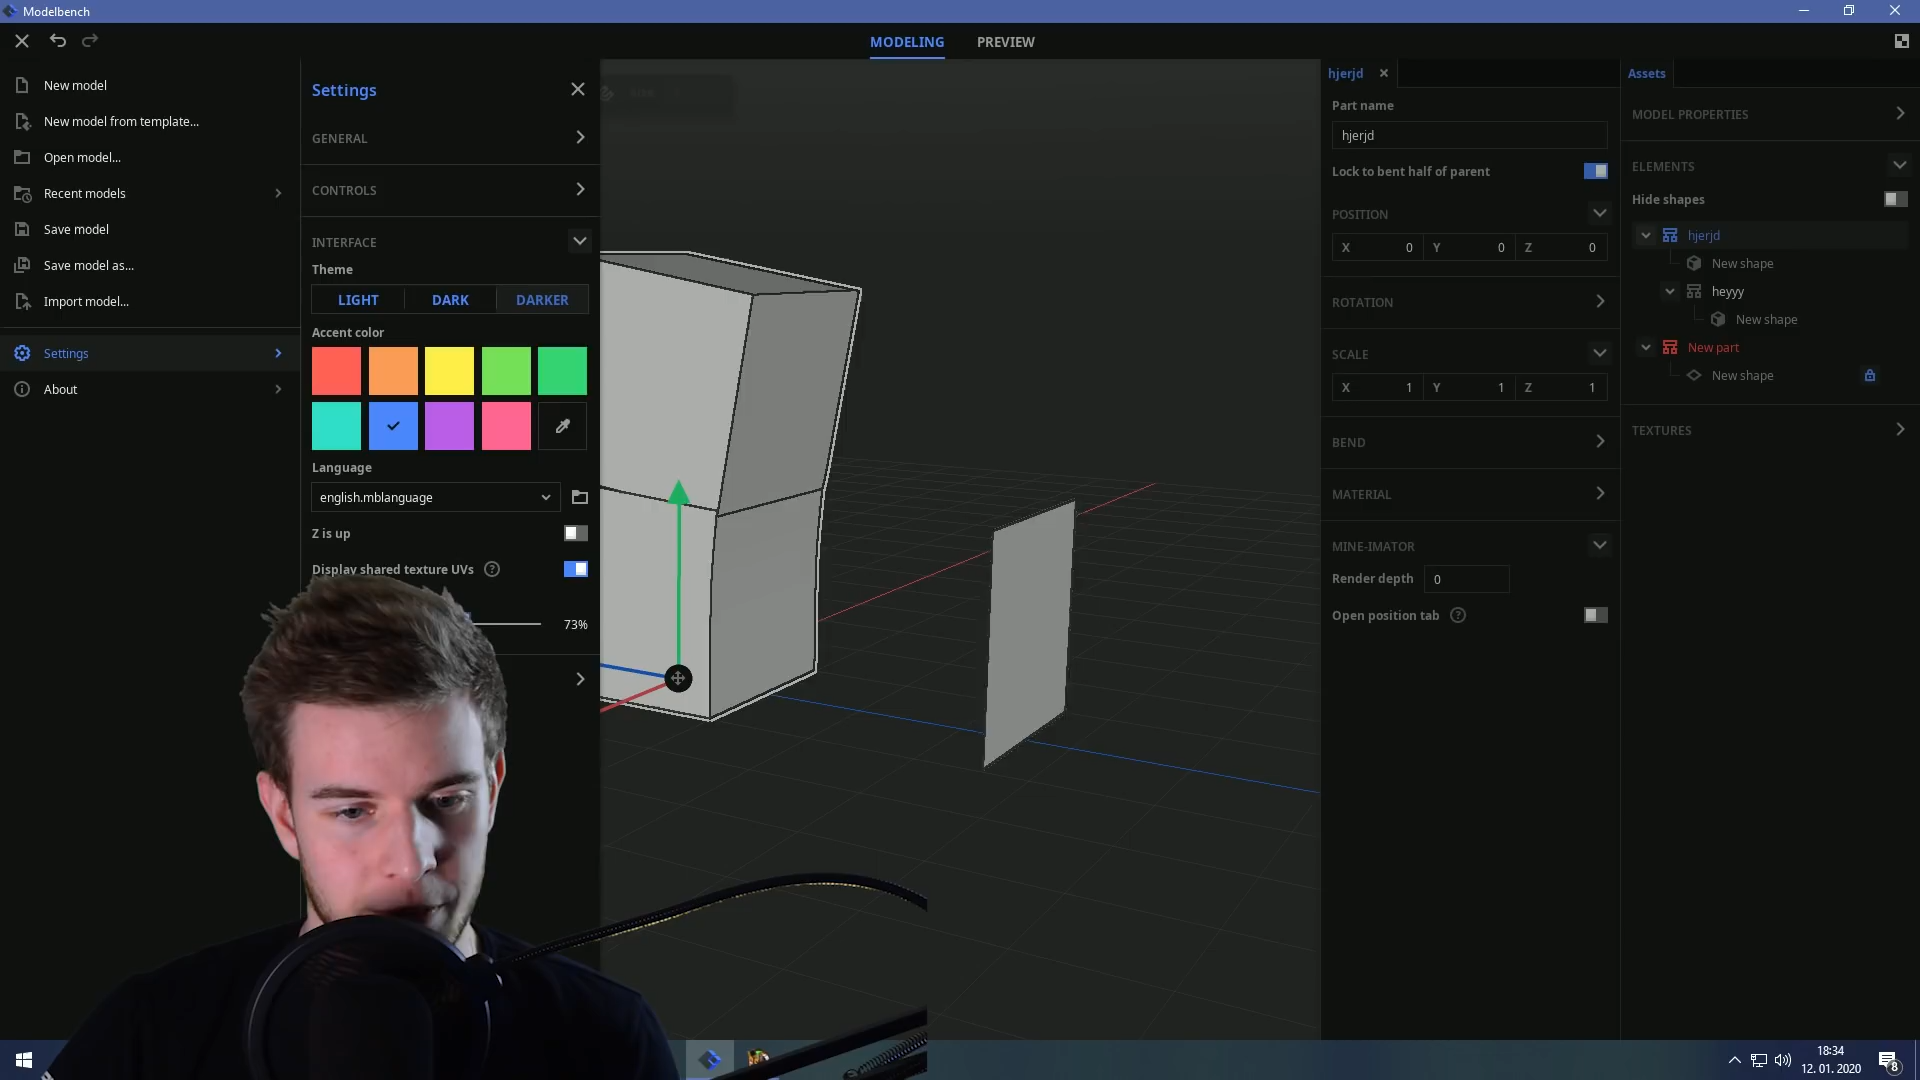 Modelbench
MODELING
PREVIEW
New model
New model from template...
Open model...
Recent models
Save model
Save model as...
Import model...
Settings
About
Settings
GENERAL
CONTROLS
INTERFACE
Theme
LIGHT
DARK
DARKER
Accent color
Language
english.mblanguage
Z is up
Display shared texture UVs
73%
hjerjd
Part name
hjerjd
Lock to bent half of parent
POSITION
X 0 Y 0 Z 0
ROTATION
SCALE
X 1 Y 1 Z 1
BEND
MATERIAL
MINE-IMATOR
Render depth 0
Open position tab
Assets
MODEL PROPERTIES
ELEMENTS
Hide shapes
hjerjd
New shape
heyyy
New shape
New part
New shape
TEXTURES
18:34
12. 01. 2020
8